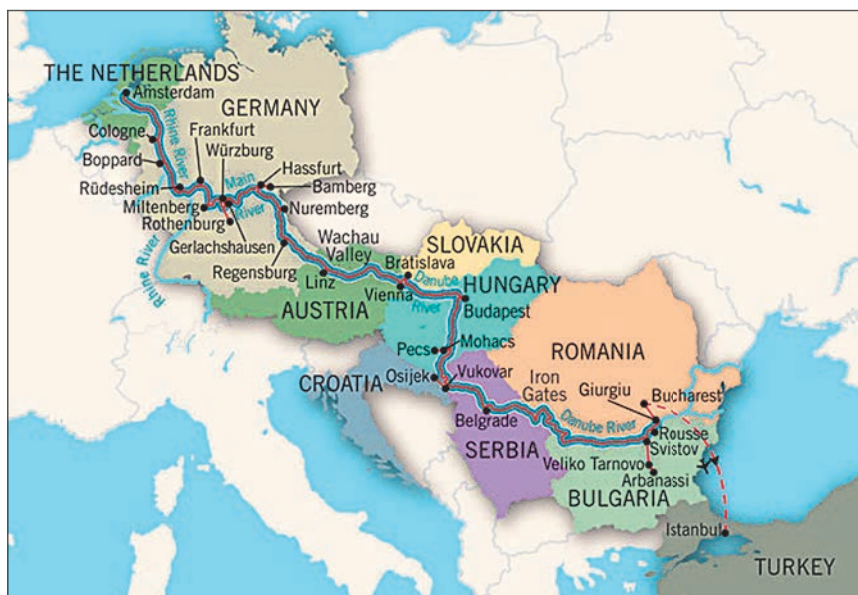 THE NETHERLANDS
Amsterdam
GERMANY
Rhine River
Frankfurt
Cologne
Würzburg
Boppard
Main
Hassfurt
Rüdesheim
Bamberg
Miltenberg
River
Nuremberg
Rothenburg
Gerlachshausen
Rhine River
Regensburg
Wachau
Valley
SLOVAKIA
Bratislava
Linz
Danube
HUNGARY
Vienna
River
Budapest
AUSTRIA
Pecs
Mohacs
ROMANIA
Osijek
Vukovar
CROATIA
Iron
Gates
Giurgiu
Bucharest
Belgrade
Danube River
Rousse
SERBIA
Svistov
Veliko Tarnovo
Arbanassi
BULGARIA
Istanbul
TURKEY